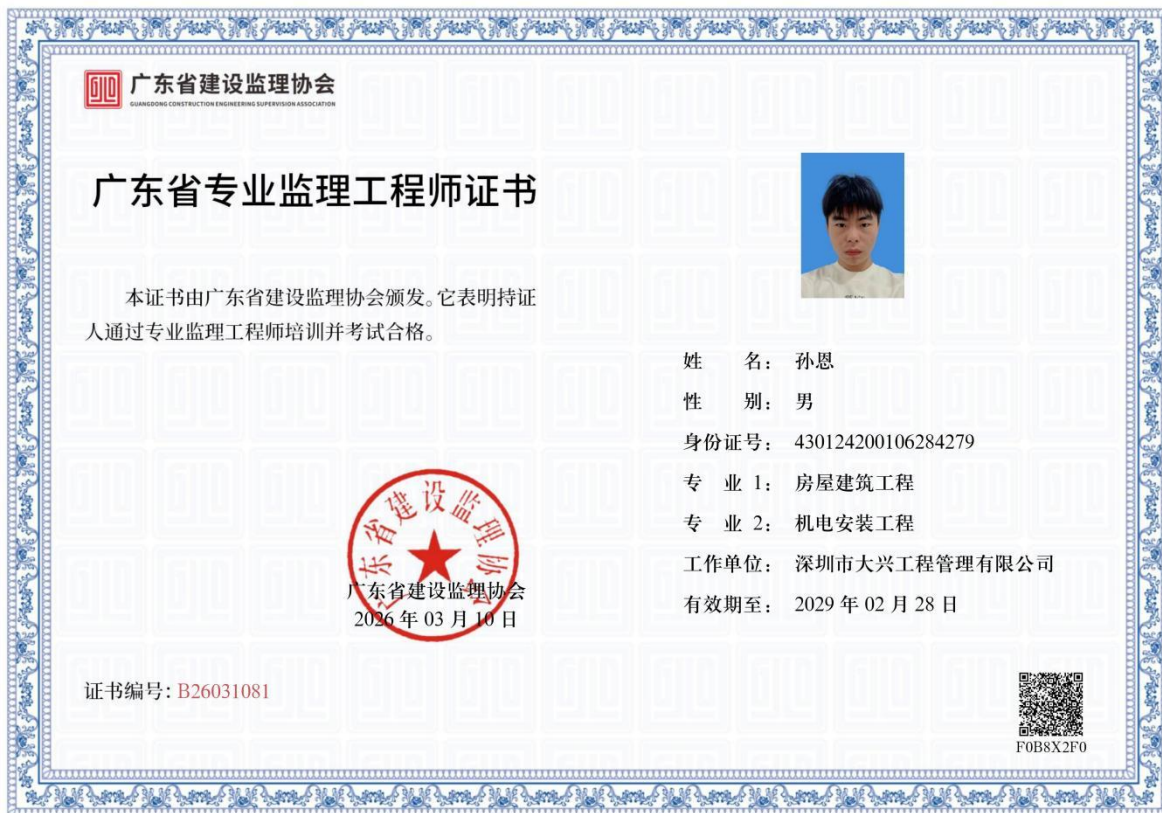 广东省建设监理协会
GUANGDONG CONSTRUCTION ENGINEERING SUPERVISION ASSOCIATION
广东省专业监理工程师证书
本证书由广东省建设监理协会颁发。它表明持证
人通过专业监理工程师培训并考试合格。
广东省建设监理协会
广东省建设监理协会
2026 年 03 月 10 日
证书编号: B26031081
姓 名: 孙恩
性 别: 男
身份证号: 430124200106284279
专 业 1: 房屋建筑工程
专 业 2: 机电安装工程
工作单位: 深圳市大兴工程管理有限公司
有效期至: 2029 年 02 月 28 日
F0B8X2F0